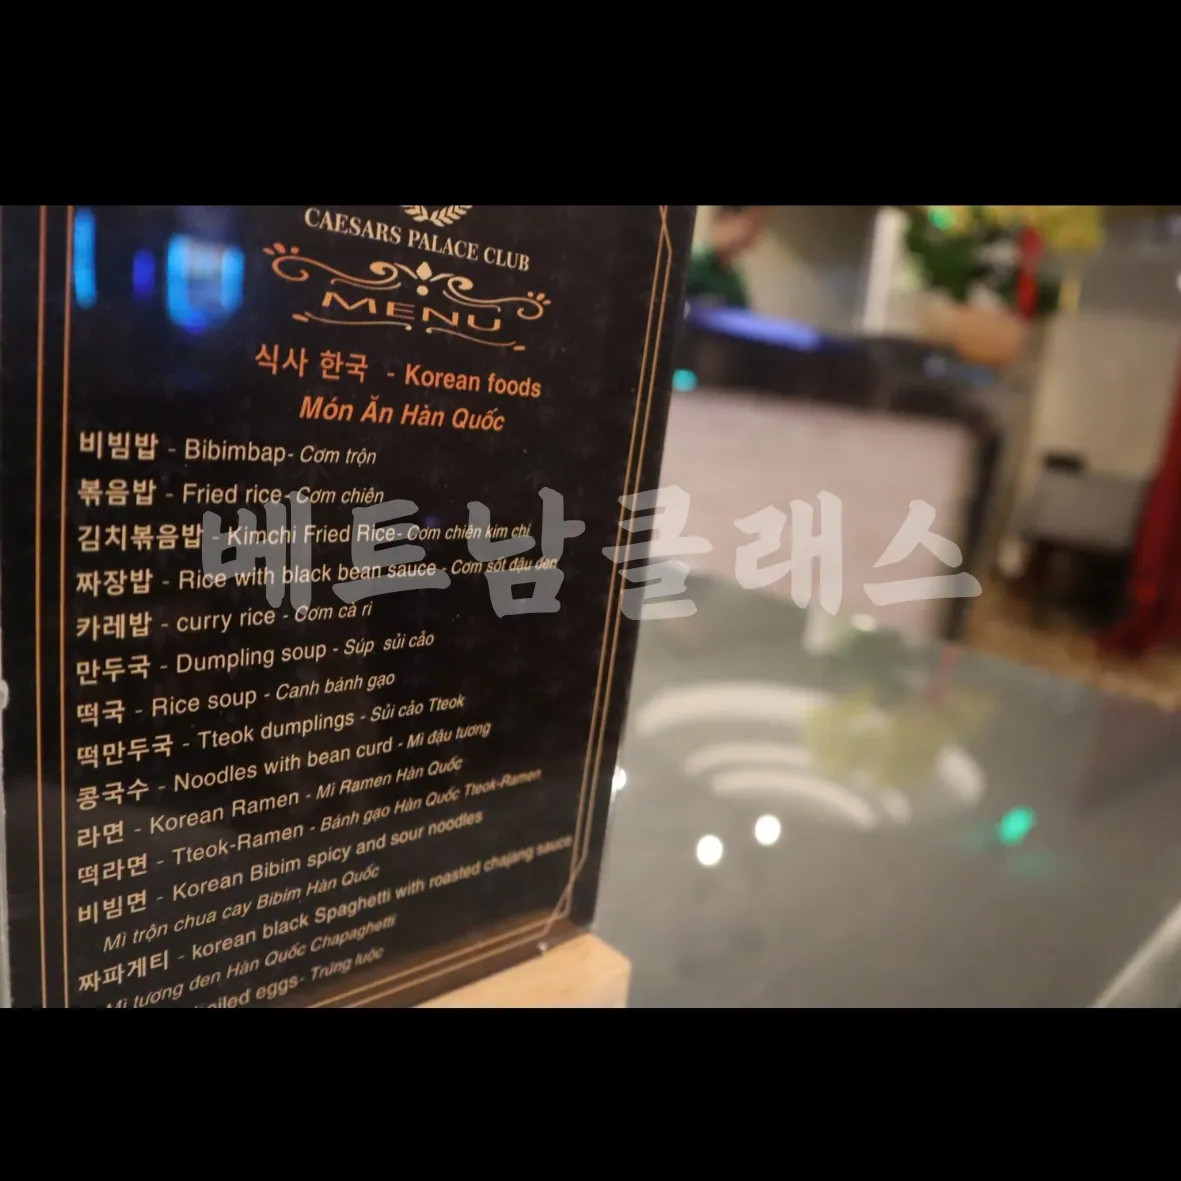 CAESARS PALACE CLUB
MENU
식사 한국 - Korean foods
Món Ăn Hàn Quốc
비빔밥 - Bibimbap- Cơm trộn
볶음밥 - Fried rice- Cơm chiên
김치볶음밥 - Kimchi Fried Rice- Cơm chiên kim chi
짜장밥 - Rice with black bean sauce - Cơm sốt đậu đen
카레밥 - curry rice - Cơm cà ri
만두국 - Dumpling soup - Súp sủi cảo
떡국 - Rice soup - Canh bánh gạo
떡만두국 - Tteok dumplings - Sủi cảo Tteok
콩국수 - Noodles with bean curd - Mì đậu tương
라면 - Korean Ramen - Mì Ramen Hàn Quốc
떡라면 - Tteok-Ramen - Bánh gạo Hàn Quốc Tteok-Ramen
비빔면 - Korean Bibim spicy and sour noodles
Mì trộn chua cay Bibim Hàn Quốc
짜파게티 - korean black Spaghetti with roasted chajang sauce
Mì tương đen Hàn Quốc Chapaghetti
eggs- Trứng luộc
베트남클래스